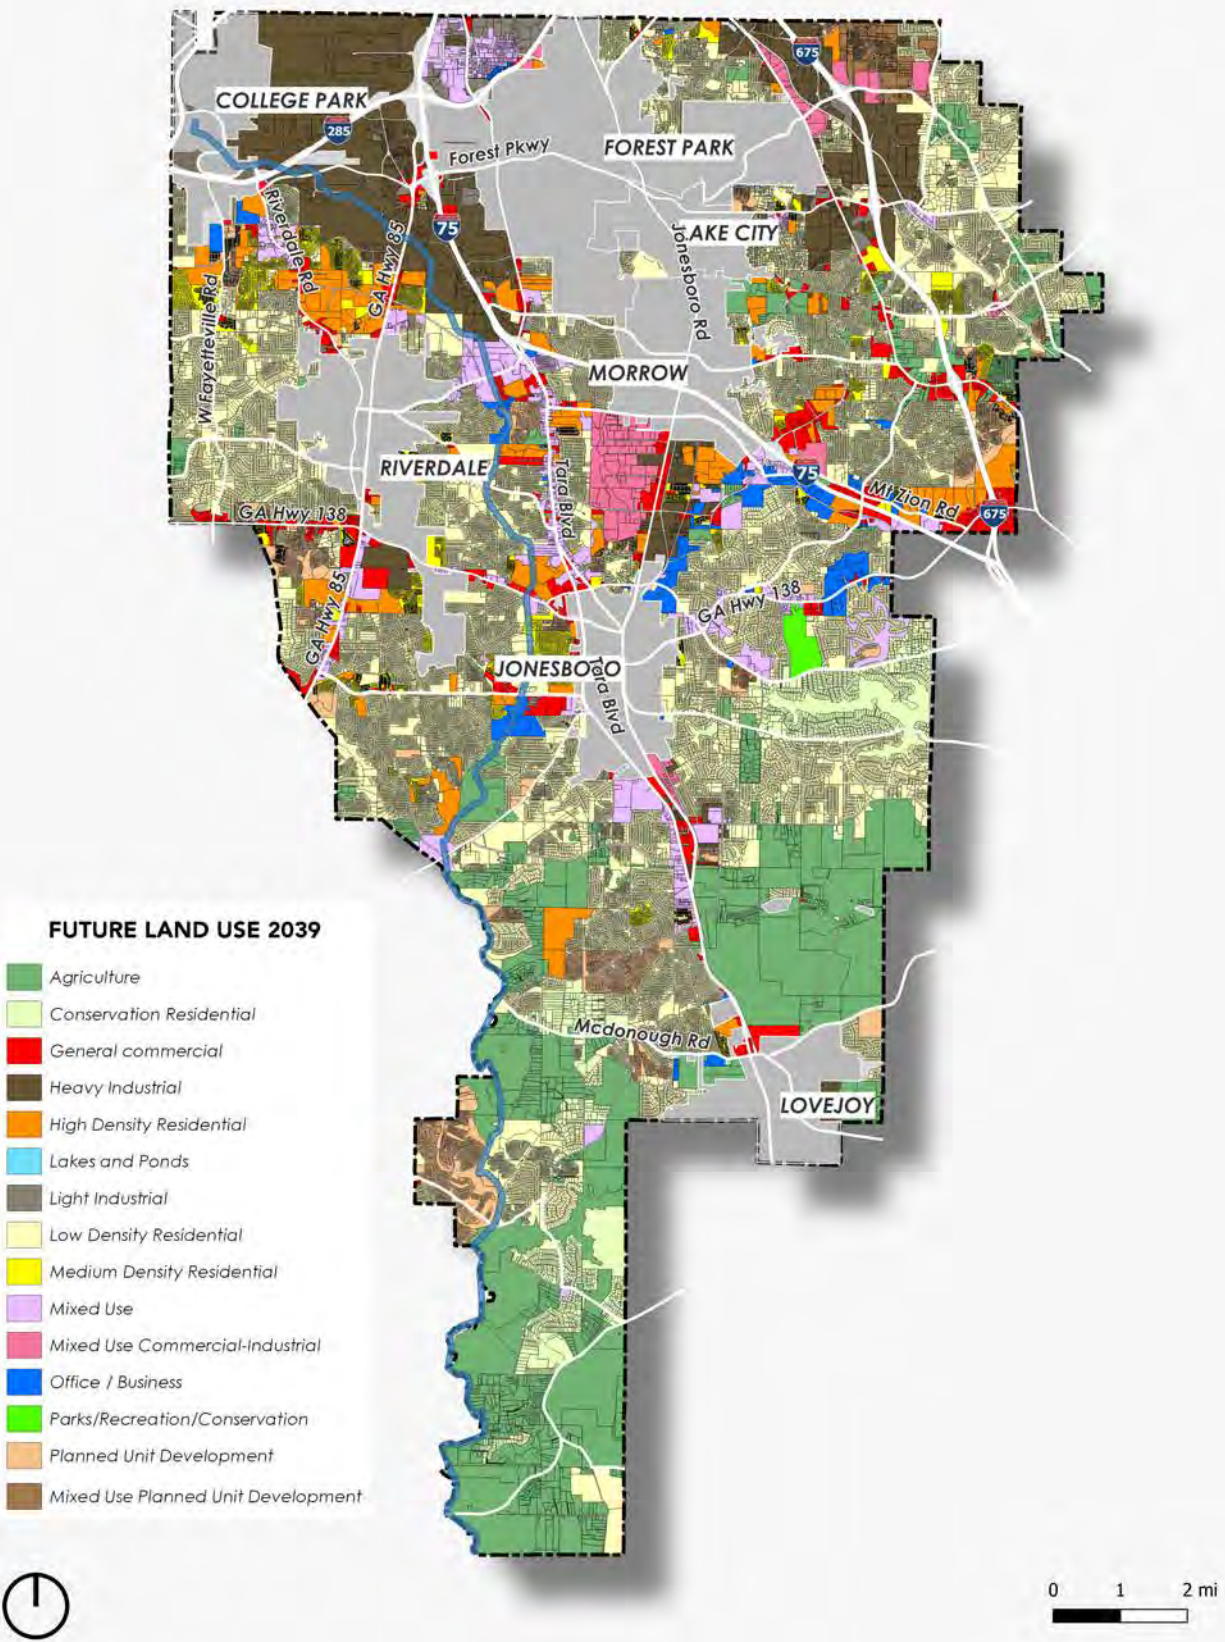 675
COLLEGE PARK
285
Forest Pkwy
FOREST PARK
Riverdale Rd
GA Hwy 85
75
LAKE CITY
Jonesboro Rd
W Fayetteville Rd
MORROW
RIVERDALE
Tara Blvd
75
Mt Zion Rd
675
GA Hwy 138
GA Hwy 85
GA Hwy 138
JONESBORO
Tara Blvd
Mcdonough Rd
LOVEJOY
FUTURE LAND USE 2039
Agriculture
Conservation Residential
General commercial
Heavy Industrial
High Density Residential
Lakes and Ponds
Light Industrial
Low Density Residential
Medium Density Residential
Mixed Use
Mixed Use Commercial-Industrial
Office / Business
Parks/Recreation/Conservation
Planned Unit Development
Mixed Use Planned Unit Development
0 1 2 mi